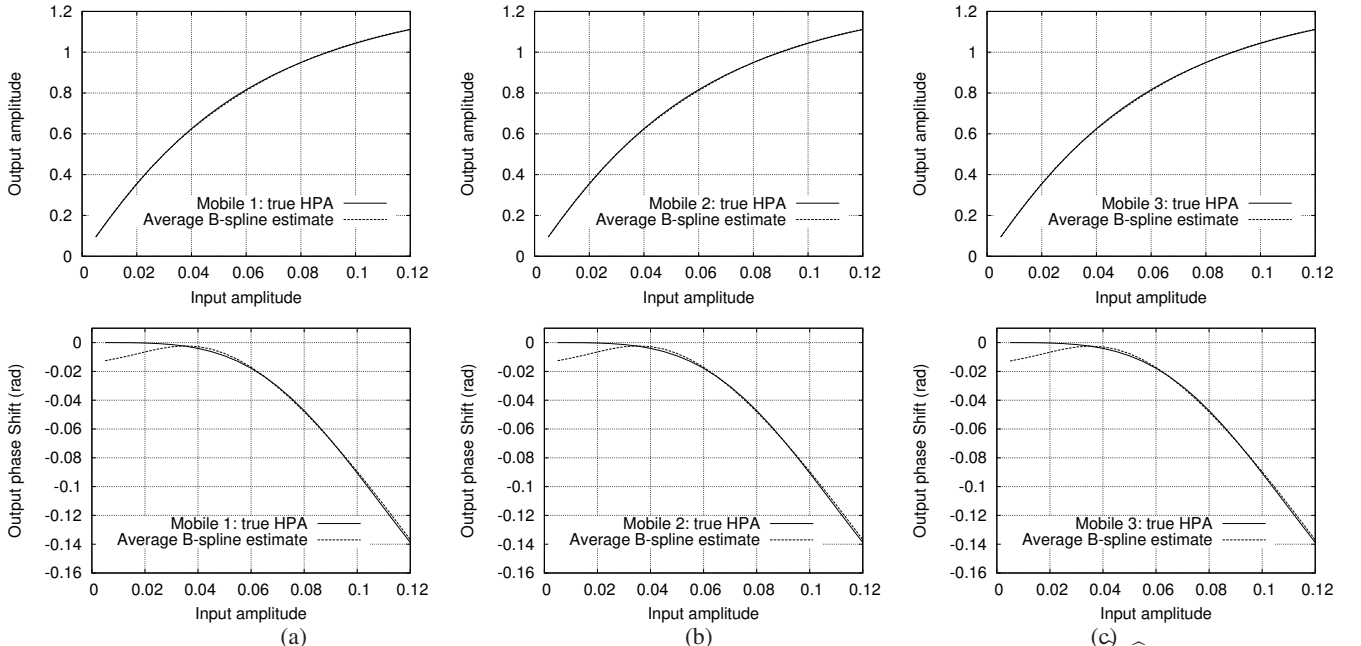 1.2
1
0.8
0.6
0.4
0.2
0
Output amplitude
Mobile 1: true HPA
Average B-spline estimate
0 0.02 0.04 0.06 0.08 0.1 0.12
Input amplitude
1.2
1
0.8
0.6
0.4
0.2
0
Output amplitude
Mobile 2: true HPA
Average B-spline estimate
0 0.02 0.04 0.06 0.08 0.1 0.12
Input amplitude
1.2
1
0.8
0.6
0.4
0.2
0
Output amplitude
Mobile 3: true HPA
Average B-spline estimate
0 0.02 0.04 0.06 0.08 0.1 0.12
Input amplitude
0
-0.02
-0.04
-0.06
-0.08
-0.1
-0.12
-0.14
-0.16
Output phase Shift (rad)
Mobile 1: true HPA
Average B-spline estimate
0 0.02 0.04 0.06 0.08 0.1 0.12
Input amplitude
(a)
0
-0.02
-0.04
-0.06
-0.08
-0.1
-0.12
-0.14
-0.16
Output phase Shift (rad)
Mobile 2: true HPA
Average B-spline estimate
0 0.02 0.04 0.06 0.08 0.1 0.12
Input amplitude
(b)
0
-0.02
-0.04
-0.06
-0.08
-0.1
-0.12
-0.14
-0.16
Output phase Shift (rad)
Mobile 3: true HPA
Average B-spline estimate
0 0.02 0.04 0.06 0.08 0.1 0.12
Input amplitude
(c)